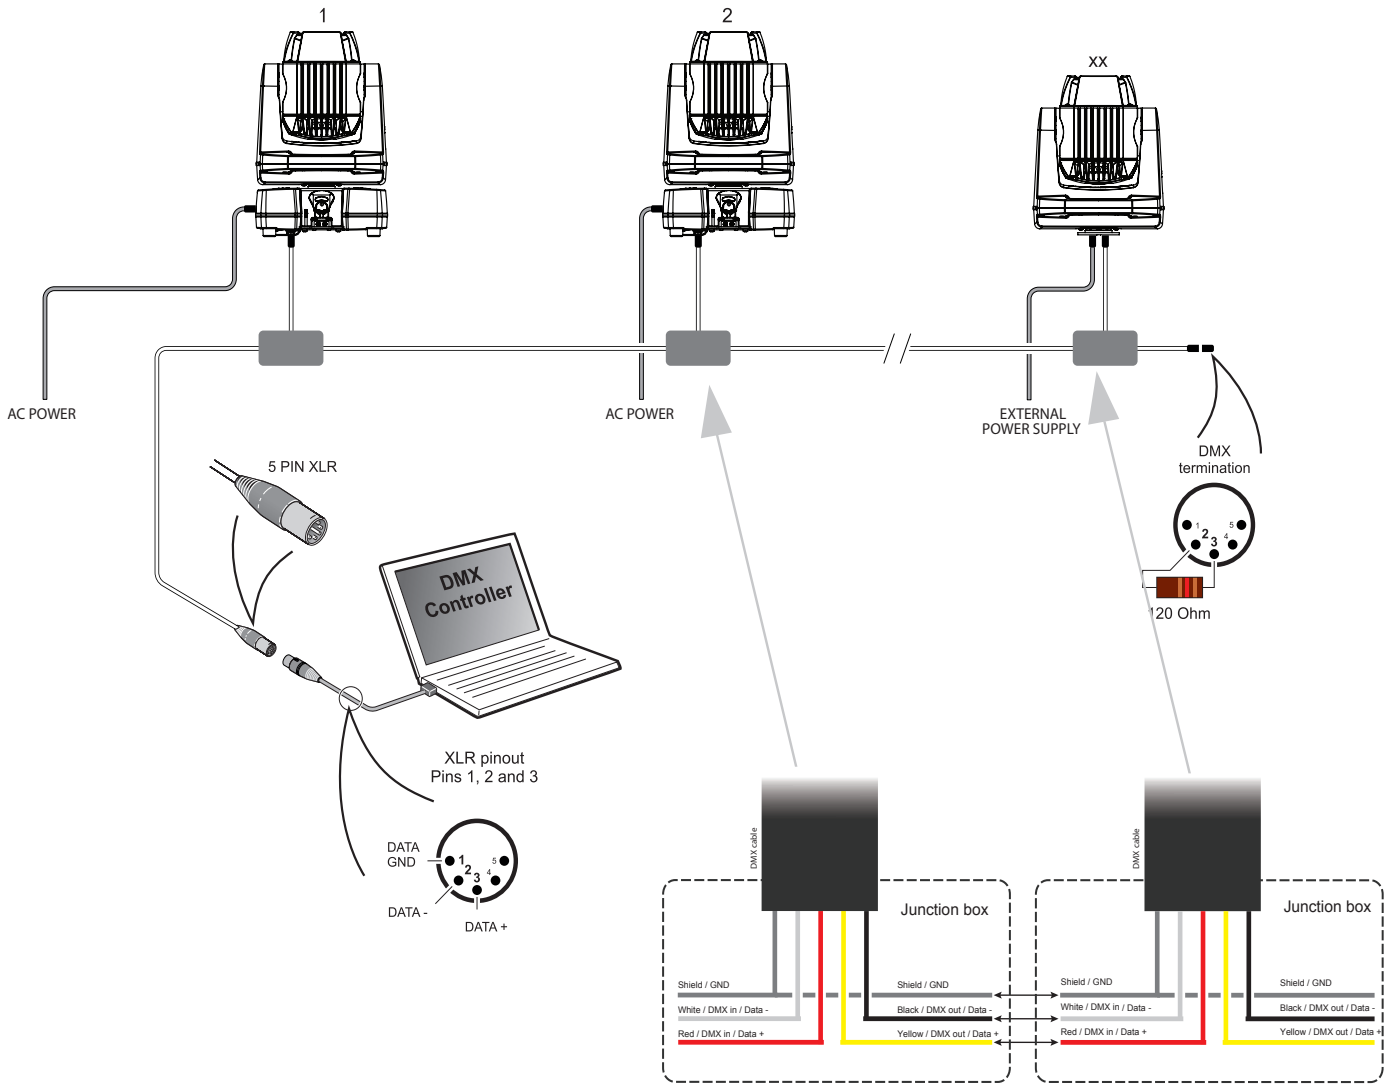 1
2
XX
AC POWER
AC POWER
EXTERNAL
POWER SUPPLY
DMX
termination
1
2
3
4
5
120 Ohm
5 PIN XLR
DMX
Controller
XLR pinout
Pins 1, 2 and 3
DATA
GND
1
2
3
4
5
DATA -
DATA +
DMX cable
Junction box
Shield / GND
Shield / GND
White / DMX in / Data -
Black / DMX out / Data -
Red / DMX in / Data +
Yellow / DMX out / Data +
DMX cable
Junction box
Shield / GND
Shield / GND
White / DMX in / Data -
Black / DMX out / Data -
Red / DMX in / Data +
Yellow / DMX out / Data +